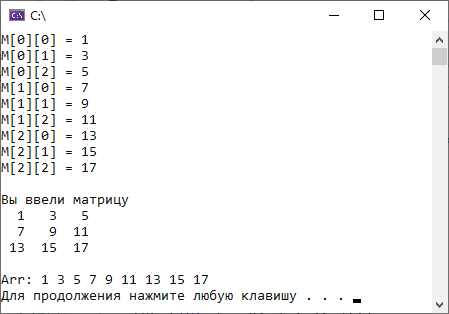 C:\
M[0][0] = 1
M[0][1] = 3
M[0][2] = 5
M[1][0] = 7
M[1][1] = 9
M[1][2] = 11
M[2][0] = 13
M[2][1] = 15
M[2][2] = 17
Вы ввели матрицу
1 3 5
7 9 11
13 15 17
Arr: 1 3 5 7 9 11 13 15 17
Для продолжения нажмите любую клавишу . . .